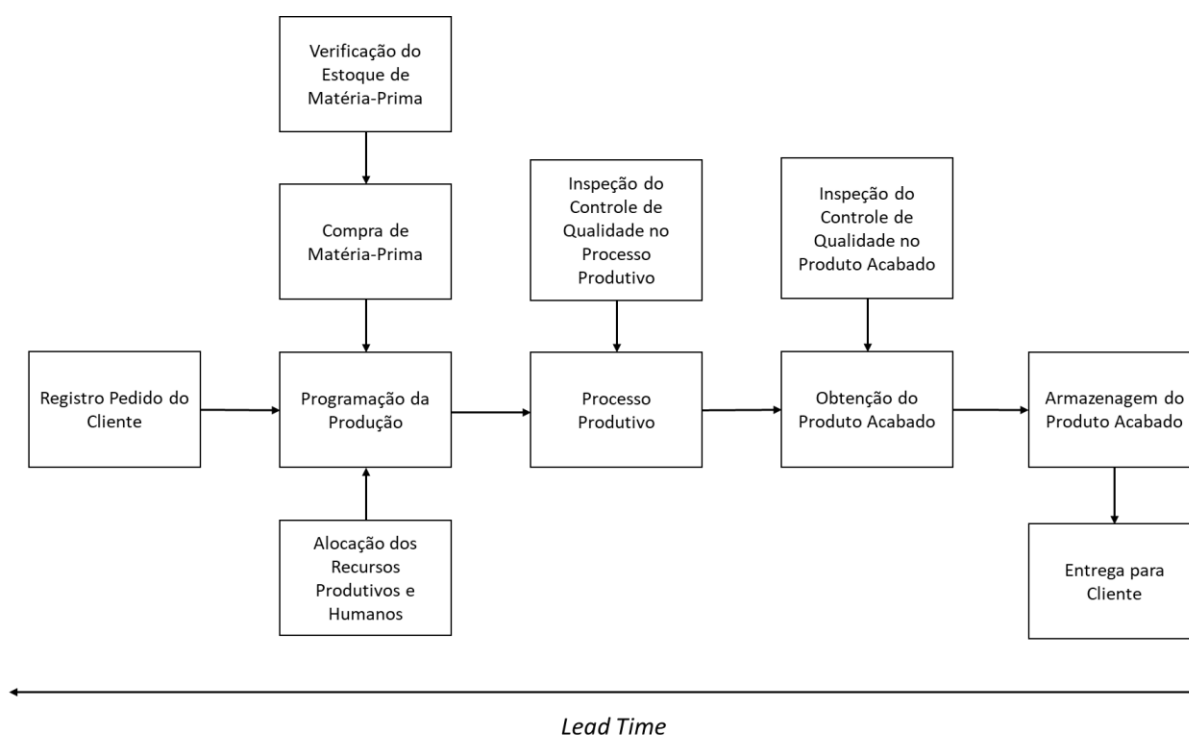 Verificação do
Estoque de
Matéria-Prima
Compra de
Matéria-Prima
Inspeção do
Controle de
Qualidade no
Processo
Produtivo
Inspeção do
Controle de
Qualidade no
Produto Acabado
Registro Pedido do
Cliente
Programação da
Produção
Processo
Produtivo
Obtenção do
Produto Acabado
Armazenagem do
Produto Acabado
Alocação dos
Recursos
Produtivos e
Humanos
Entrega para
Cliente
Lead Time